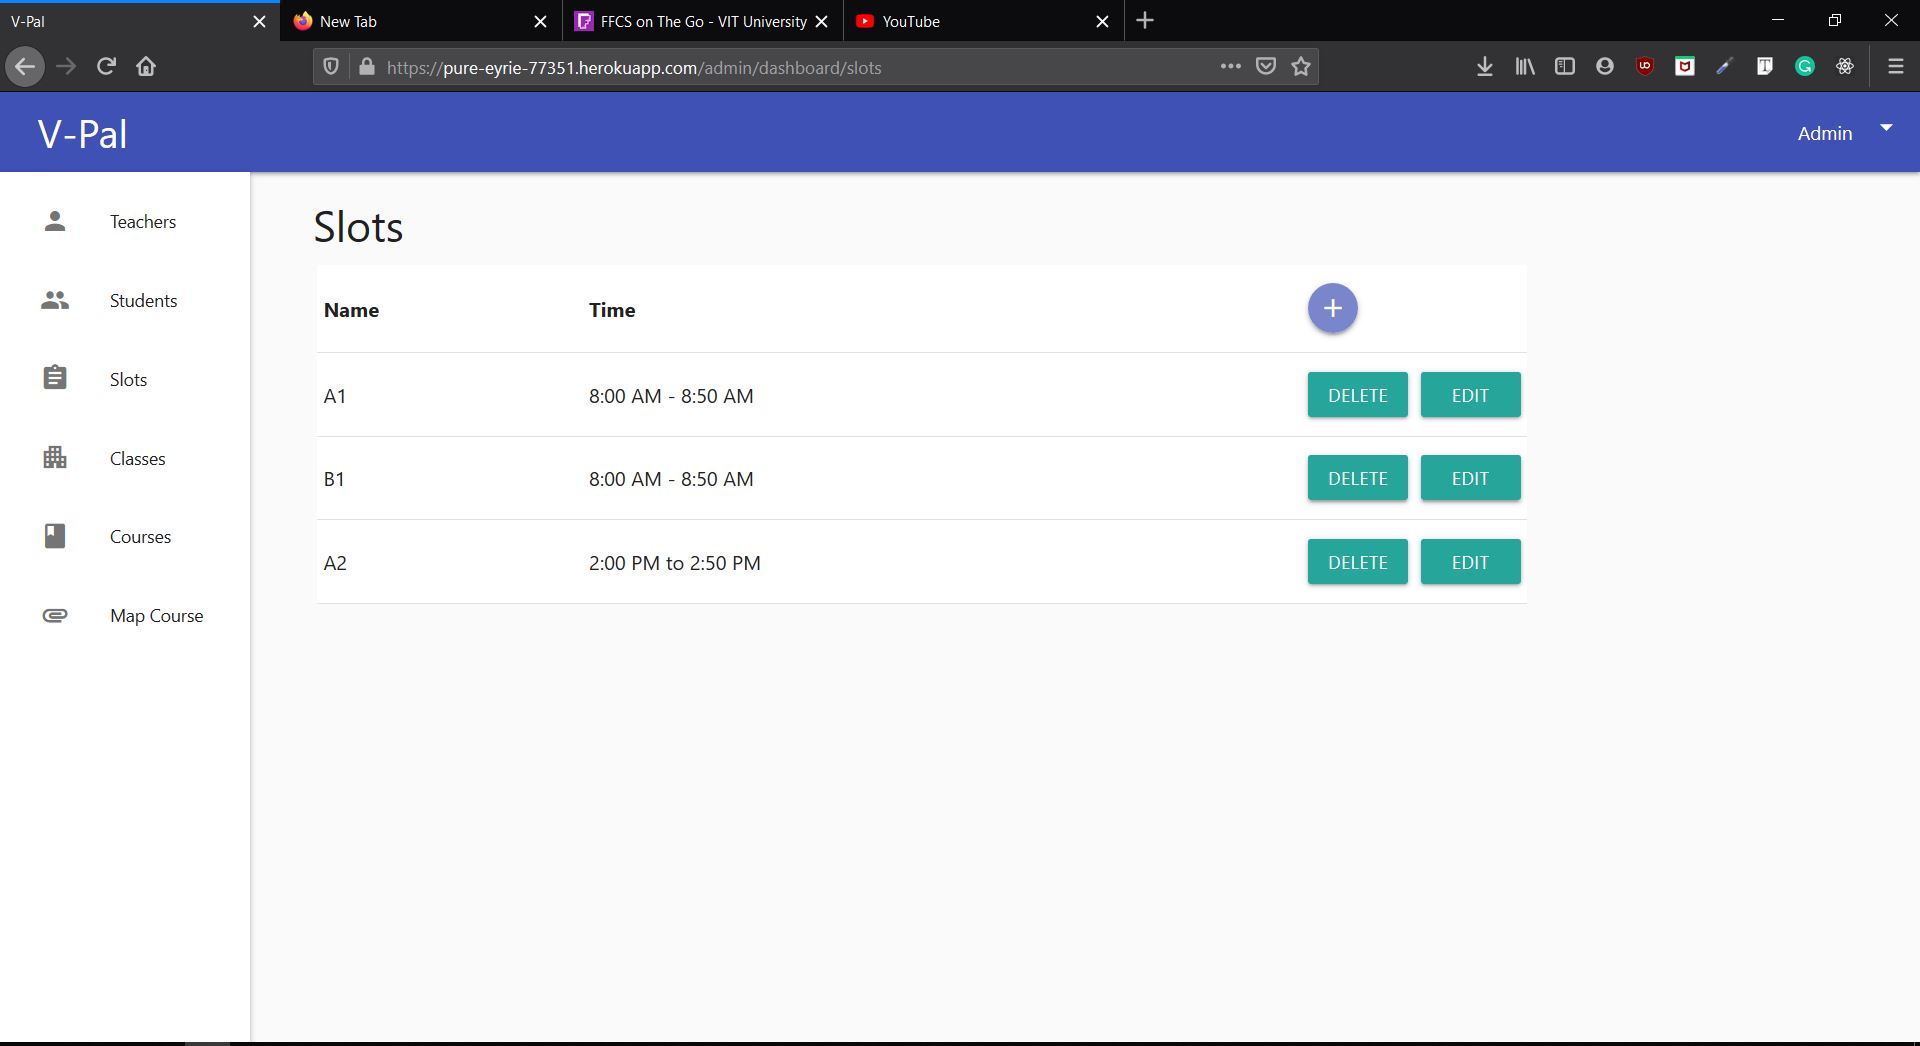 V-Pal
New Tab
FFCS on The Go - VIT University
YouTube
https://pure-eyrie-77351.herokuapp.com/admin/dashboard/slots
V-Pal
Admin
Teachers
Students
Slots
Classes
Courses
Map Course
Slots
Name Time
A1 8:00 AM - 8:50 AM DELETE EDIT
B1 8:00 AM - 8:50 AM DELETE EDIT
A2 2:00 PM to 2:50 PM DELETE EDIT